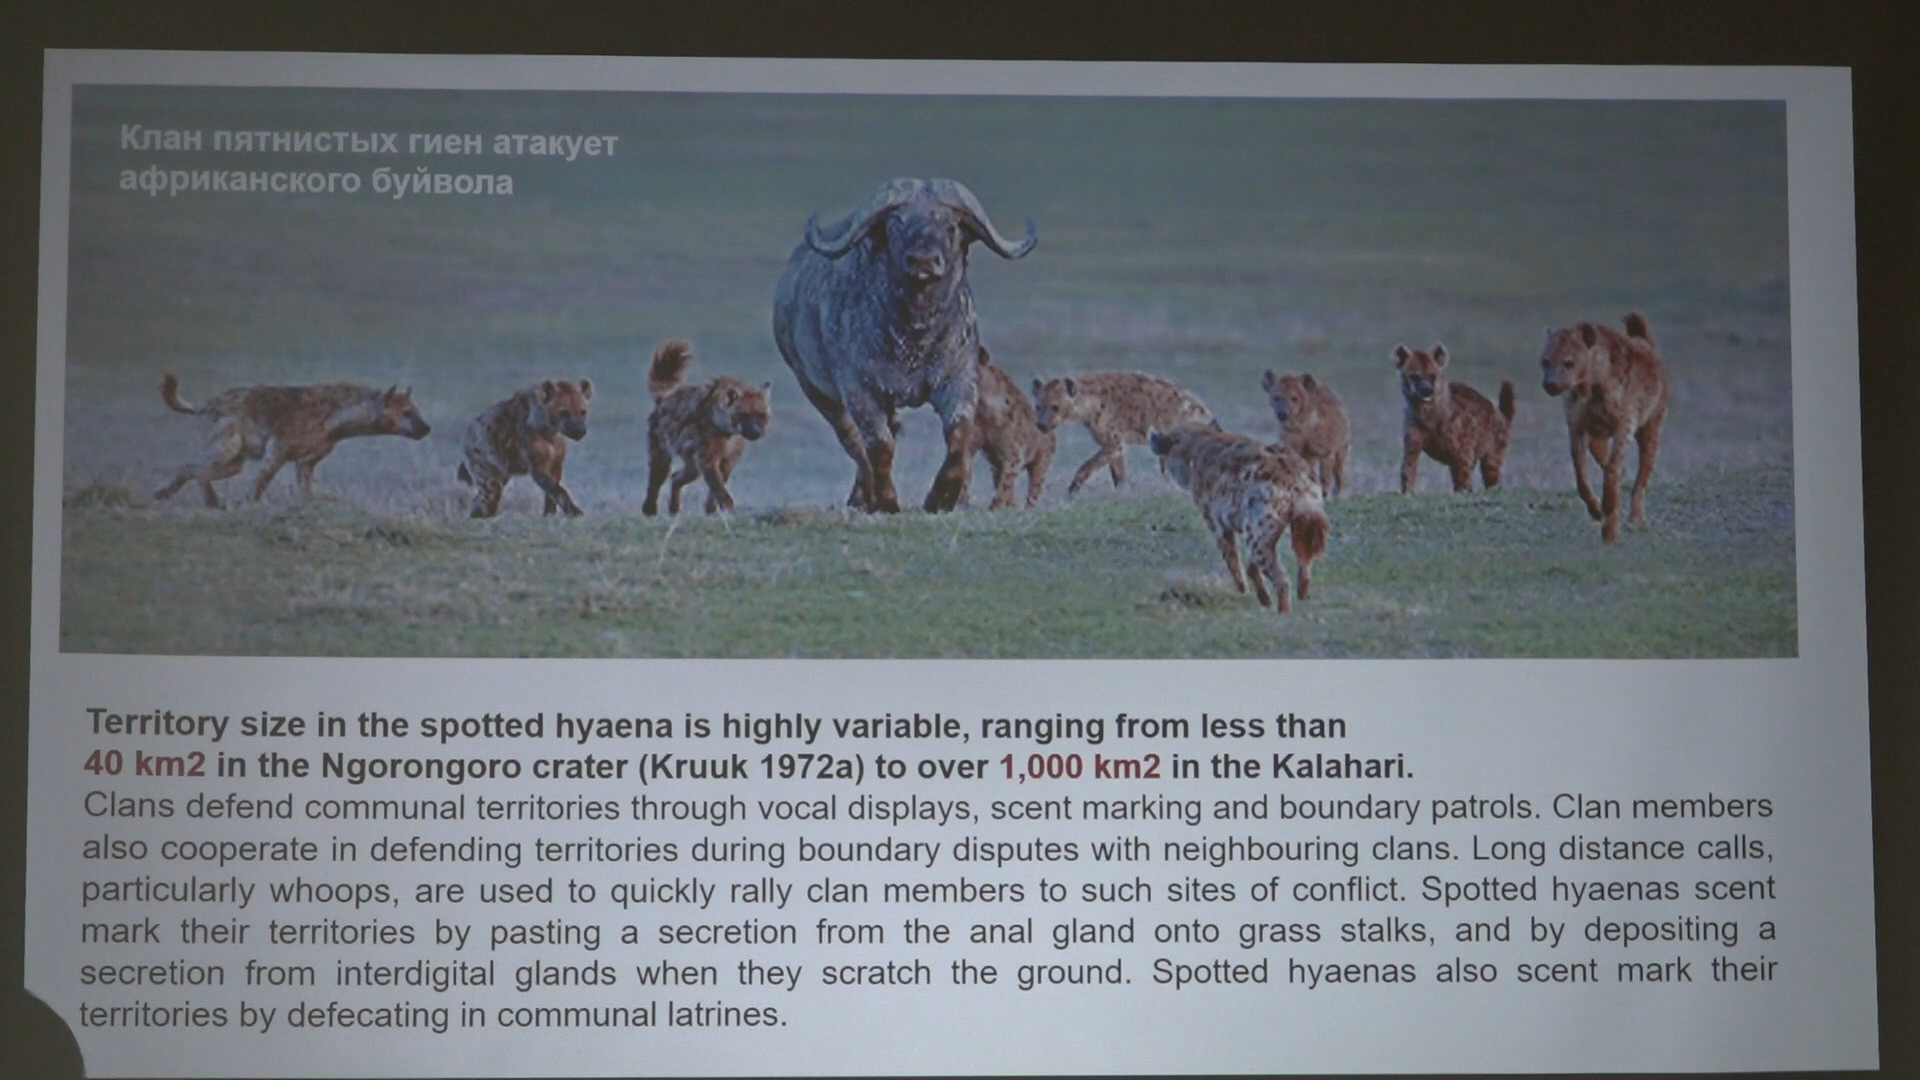 Клан пятнистых гиен атакует
африканского буйвола
Territory size in the spotted hyaena is highly variable, ranging from less than
40 km2 in the Ngorongoro crater (Kruuk 1972a) to over 1,000 km2 in the Kalahari.
Clans defend communal territories through vocal displays, scent marking and boundary patrols. Clan members
also cooperate in defending territories during boundary disputes with neighbouring clans. Long distance calls,
particularly whoops, are used to quickly rally clan members to such sites of conflict. Spotted hyaenas scent
mark their territories by pasting a secretion from the anal gland onto grass stalks, and by depositing a
secretion from interdigital glands when they scratch the ground. Spotted hyaenas also scent mark their
territories by defecating in communal latrines.